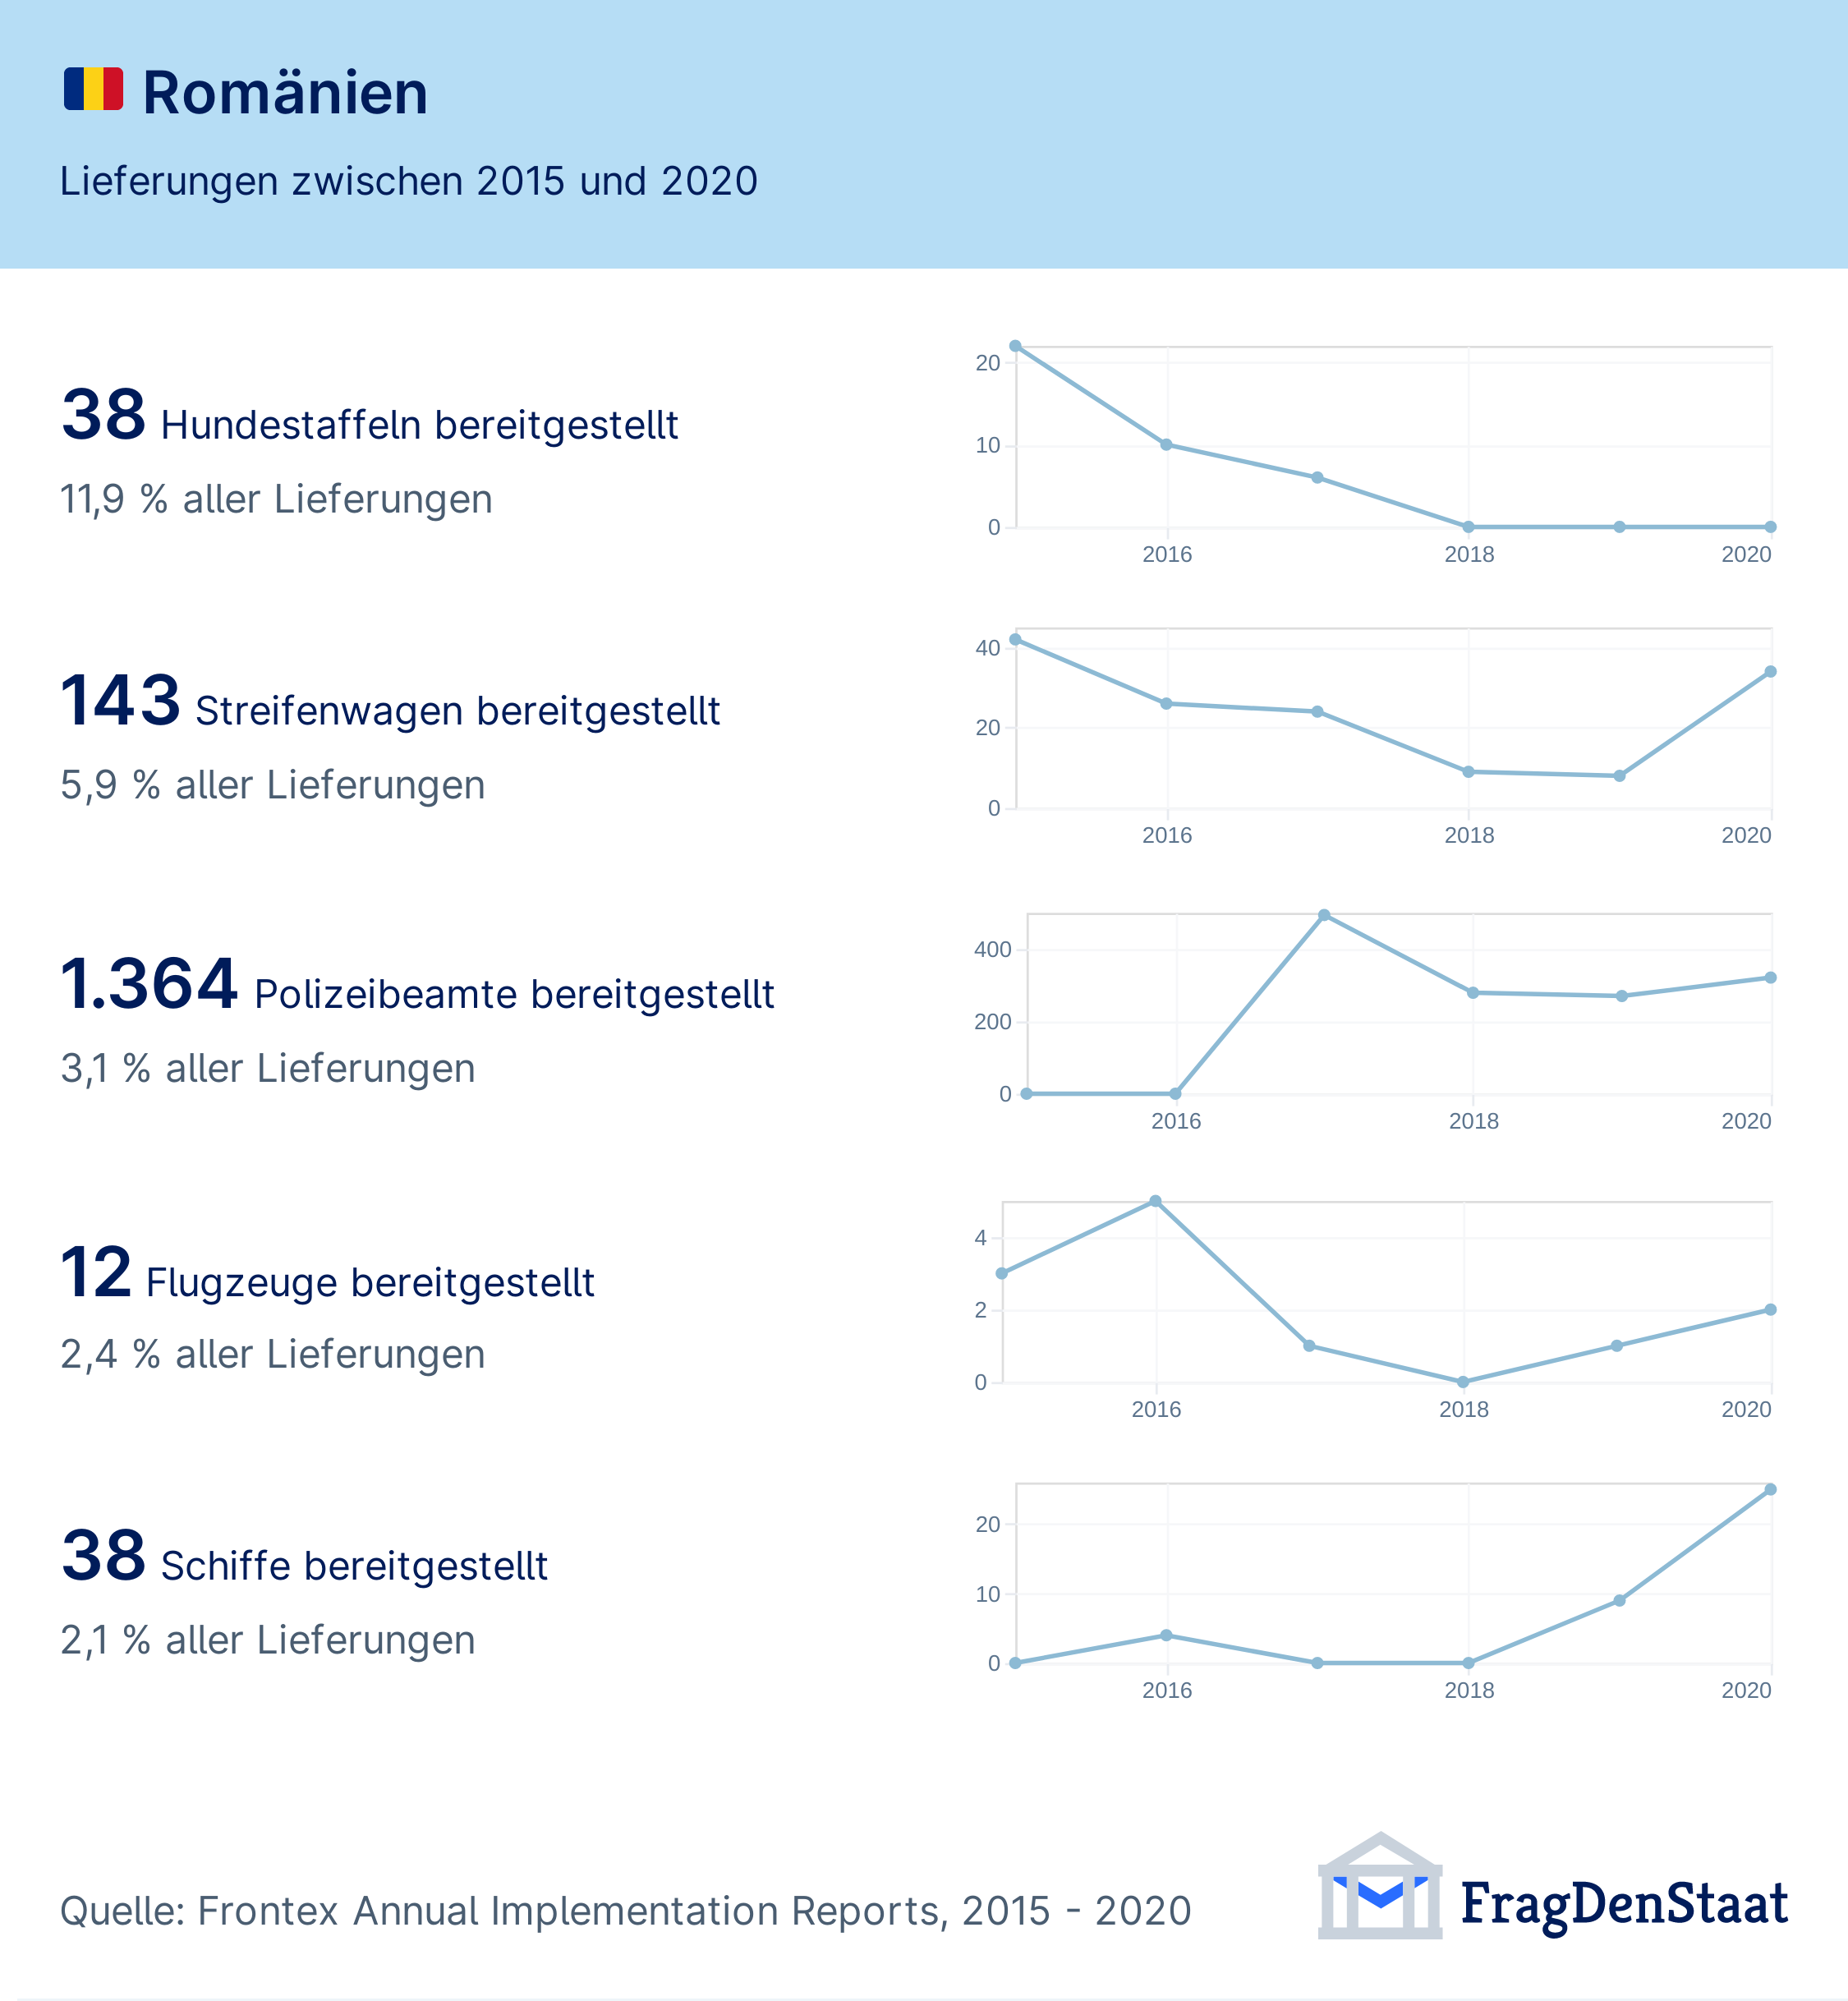 Romänien
Lieferungen zwischen 2015 und 2020
38 Hundestaffeln bereitgestellt
11,9 % aller Lieferungen
20
10
0
2016 2018 2020
143 Streifenwagen bereitgestellt
5,9 % aller Lieferungen
40
20
0
2016 2018 2020
1.364 Polizeibeamte bereitgestellt
3,1 % aller Lieferungen
400
200
0
2016 2018 2020
12 Flugzeuge bereitgestellt
2,4 % aller Lieferungen
4
2
0
2016 2018 2020
38 Schiffe bereitgestellt
2,1 % aller Lieferungen
20
10
0
2016 2018 2020
Quelle: Frontex Annual Implementation Reports, 2015 - 2020
FragDenStaat